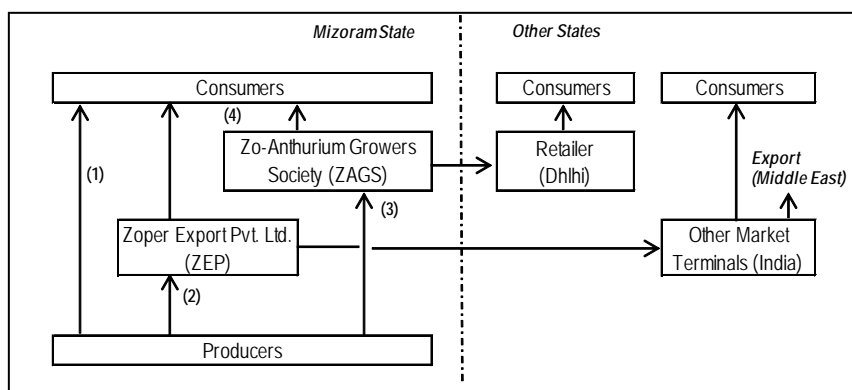 Mizoram State
Other States
Consumers
Consumers
Consumers
(4)
Zo-Anthurium Growers
Society (ZAGS)
Retailer
(Dhlhi)
Export
(Middle East)
(1)
(3)
Zoper Export Pvt. Ltd.
(ZEP)
Other Market
Terminals (India)
(2)
Producers